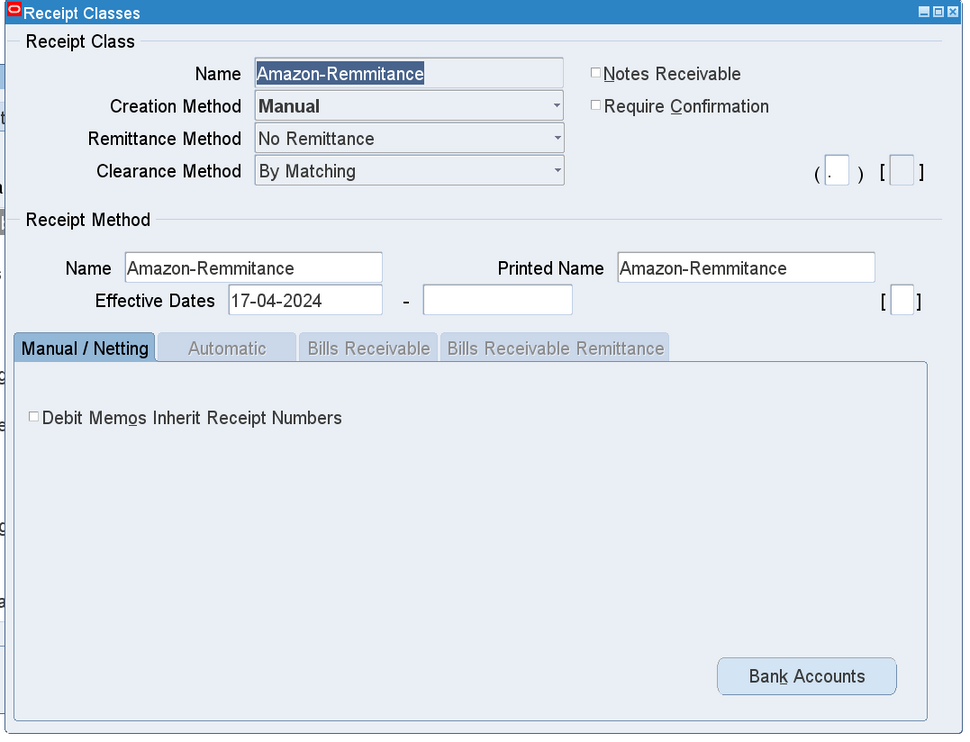 Receipt Classes
Receipt Class
Name Amazon-Remmitance
Notes Receivable
Creation Method Manual
Require Confirmation
Remittance Method No Remittance
Clearance Method By Matching
( . ) [ ]
Receipt Method
Name Amazon-Remmitance Printed Name Amazon-Remmitance
Effective Dates 17-04-2024 - [ ]
Manual / Netting Automatic Bills Receivable Bills Receivable Remittance
Debit Memos Inherit Receipt Numbers
Bank Accounts